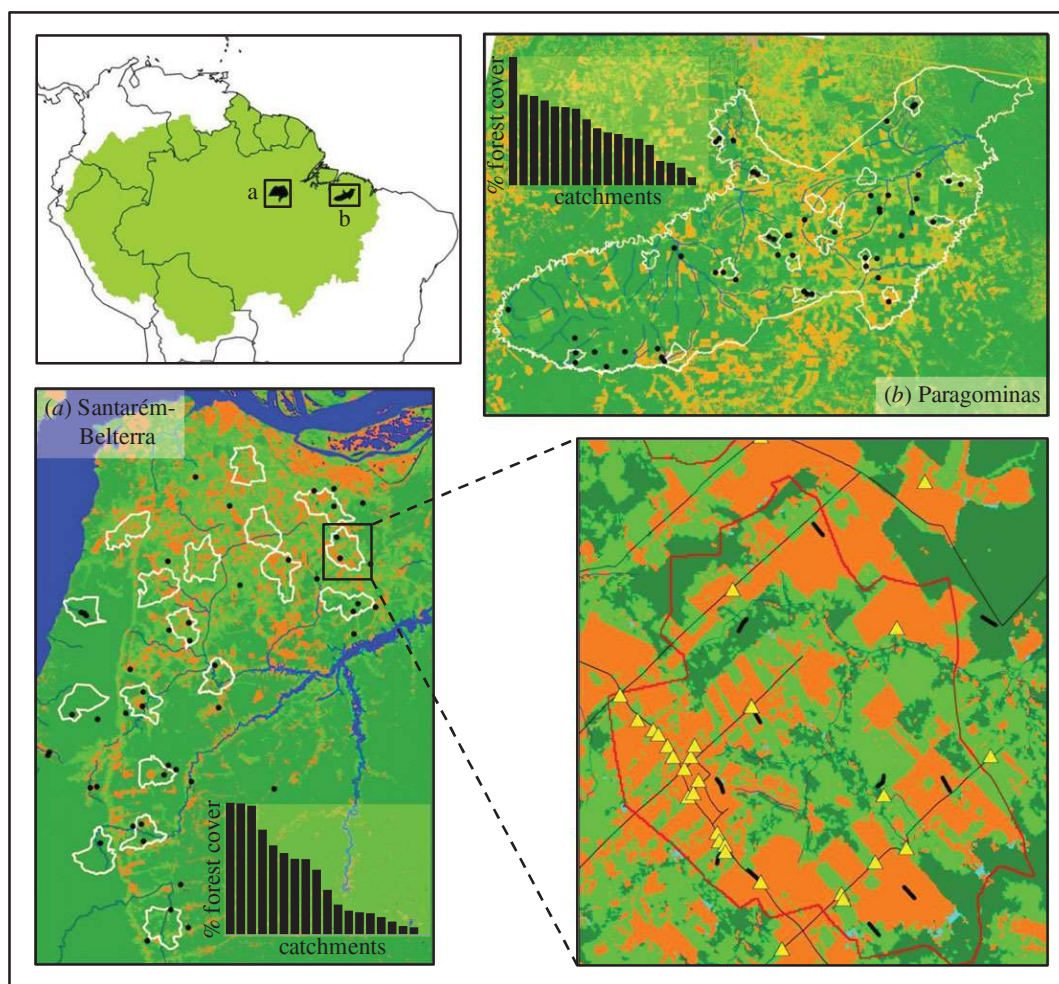 a
b
% forest cover
catchments
(b) Paragominas
(a) Santarém-
Belterra
% forest cover
catchments